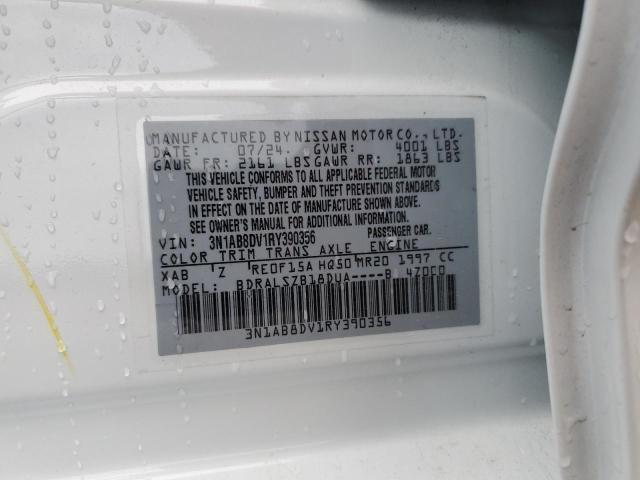 MANUFACTURED BY NISSAN MOTOR CO., LTD.
DATE: 07/24. GVWR: 4001 LBS
GAWR FR: 2161 LBS GAWR RR: 1863 LBS
THIS VEHICLE CONFORMS TO ALL APPLICABLE FEDERAL MOTOR
VEHICLE SAFETY, BUMPER AND THEFT PREVENTION STANDARDS
IN EFFECT ON THE DATE OF MANUFACTURE SHOWN ABOVE.
SEE OWNER'S MANUAL FOR ADDITIONAL INFORMATION.
VIN: 3N1AB8DV1RY390356 PASSENGER CAR.
COLOR TRIM TRANS AXLE ENGINE
XAB Z RE0F15A HQ50 MR20 1997 CC
MODEL: BDRALSZB18DUA----B 4Z0C0
3N1AB8DV1RY390356